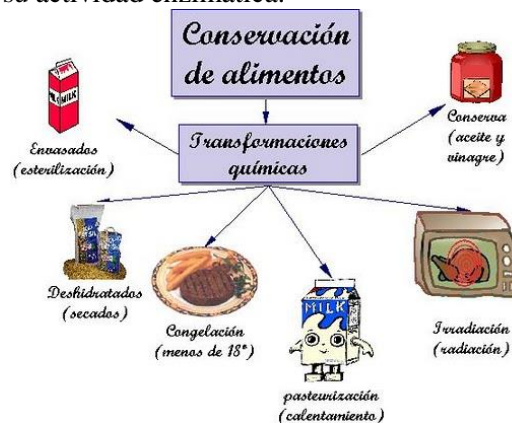 su actividad enzimática.
Conservación
de alimentos
Transformaciones
químicas
MILK
Envasados
(esterilización)
Conserva
(aceite y
vinagre)
Deshidratados
(secados)
Congelación
(menos de 18º)
MILK
pasteurización
(calentamiento)
Irradiación
(radiación)